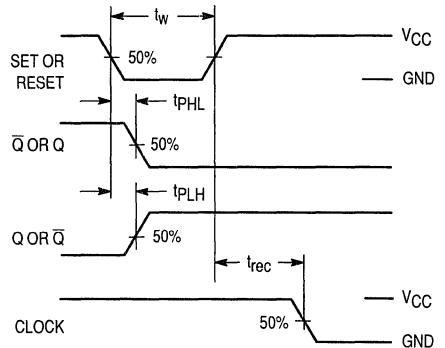 tw
VCC
50%
SET OR
RESET
GND
tPHL
Q̅ OR Q
50%
tPLH
Q OR Q̅
50%
trec
VCC
CLOCK
50%
GND